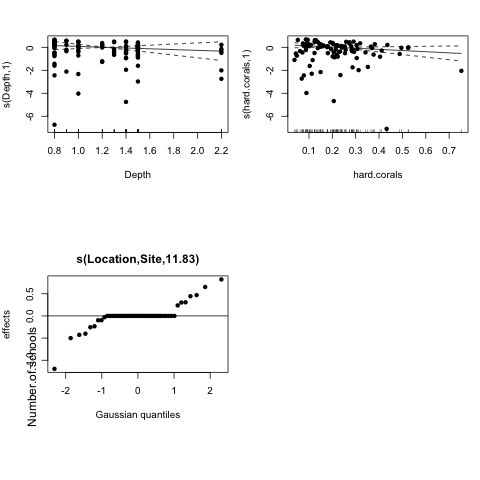 s(Depth,1)
0
-2
-4
-6
0.8 1.0 1.2 1.4 1.6 1.8 2.0 2.2
Depth
s(hard.corals,1)
0
-2
-4
-6
0.1 0.2 0.3 0.4 0.5 0.6 0.7
hard.corals
s(Location,Site,11.83)
effects
Number.of.schools
0.5
0.0
-2 -1 0 1 2
Gaussian quantiles